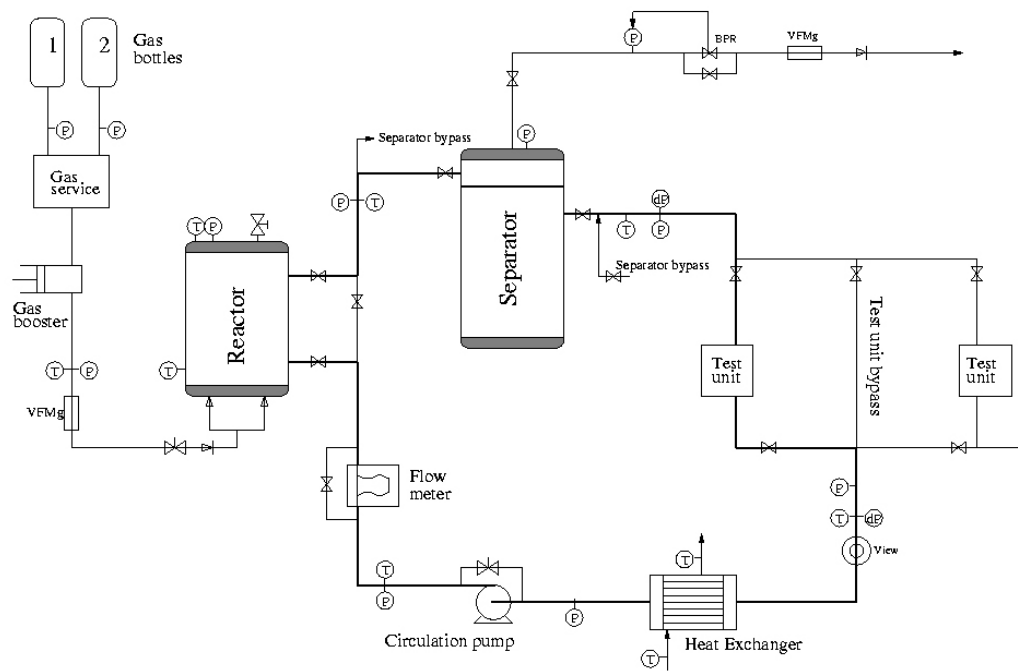 1
2
Gas
bottles
P
P
Gas
service
Gas
booster
T
P
VFMg
T
P
T
Reactor
P
T
Separator bypass
P
Separator
P
BPR
VFMg
T
dP
P
Separator bypass
Test
unit
Test unit bypass
Test
unit
P
T
dP
View
Flow
meter
T
P
Circulation pump
P
T
T
Heat Exchanger